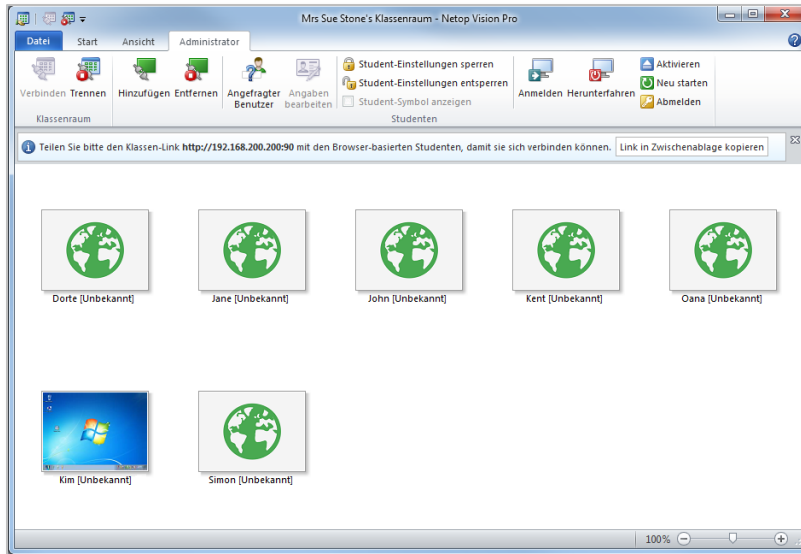 Mrs Sue Stone's Klassenraum - Netop Vision Pro
Datei Start Ansicht Administrator
Verbinden Trennen Hinzufügen Entfernen Angefragter Benutzer Angaben bearbeiten
Student-Einstellungen sperren
Student-Einstellungen entsperren
Student-Symbol anzeigen
Anmelden Herunterfahren
Aktivieren
Neu starten
Abmelden
Klassenraum Studenten
Teilen Sie bitte den Klassen-Link http://192.168.200.200:90 mit den Browser-basierten Studenten, damit sie sich verbinden können. Link in Zwischenablage kopieren
Dorte [Unbekannt] Jane [Unbekannt] John [Unbekannt] Kent [Unbekannt] Oana [Unbekannt]
Kim [Unbekannt] Simon [Unbekannt]
100%